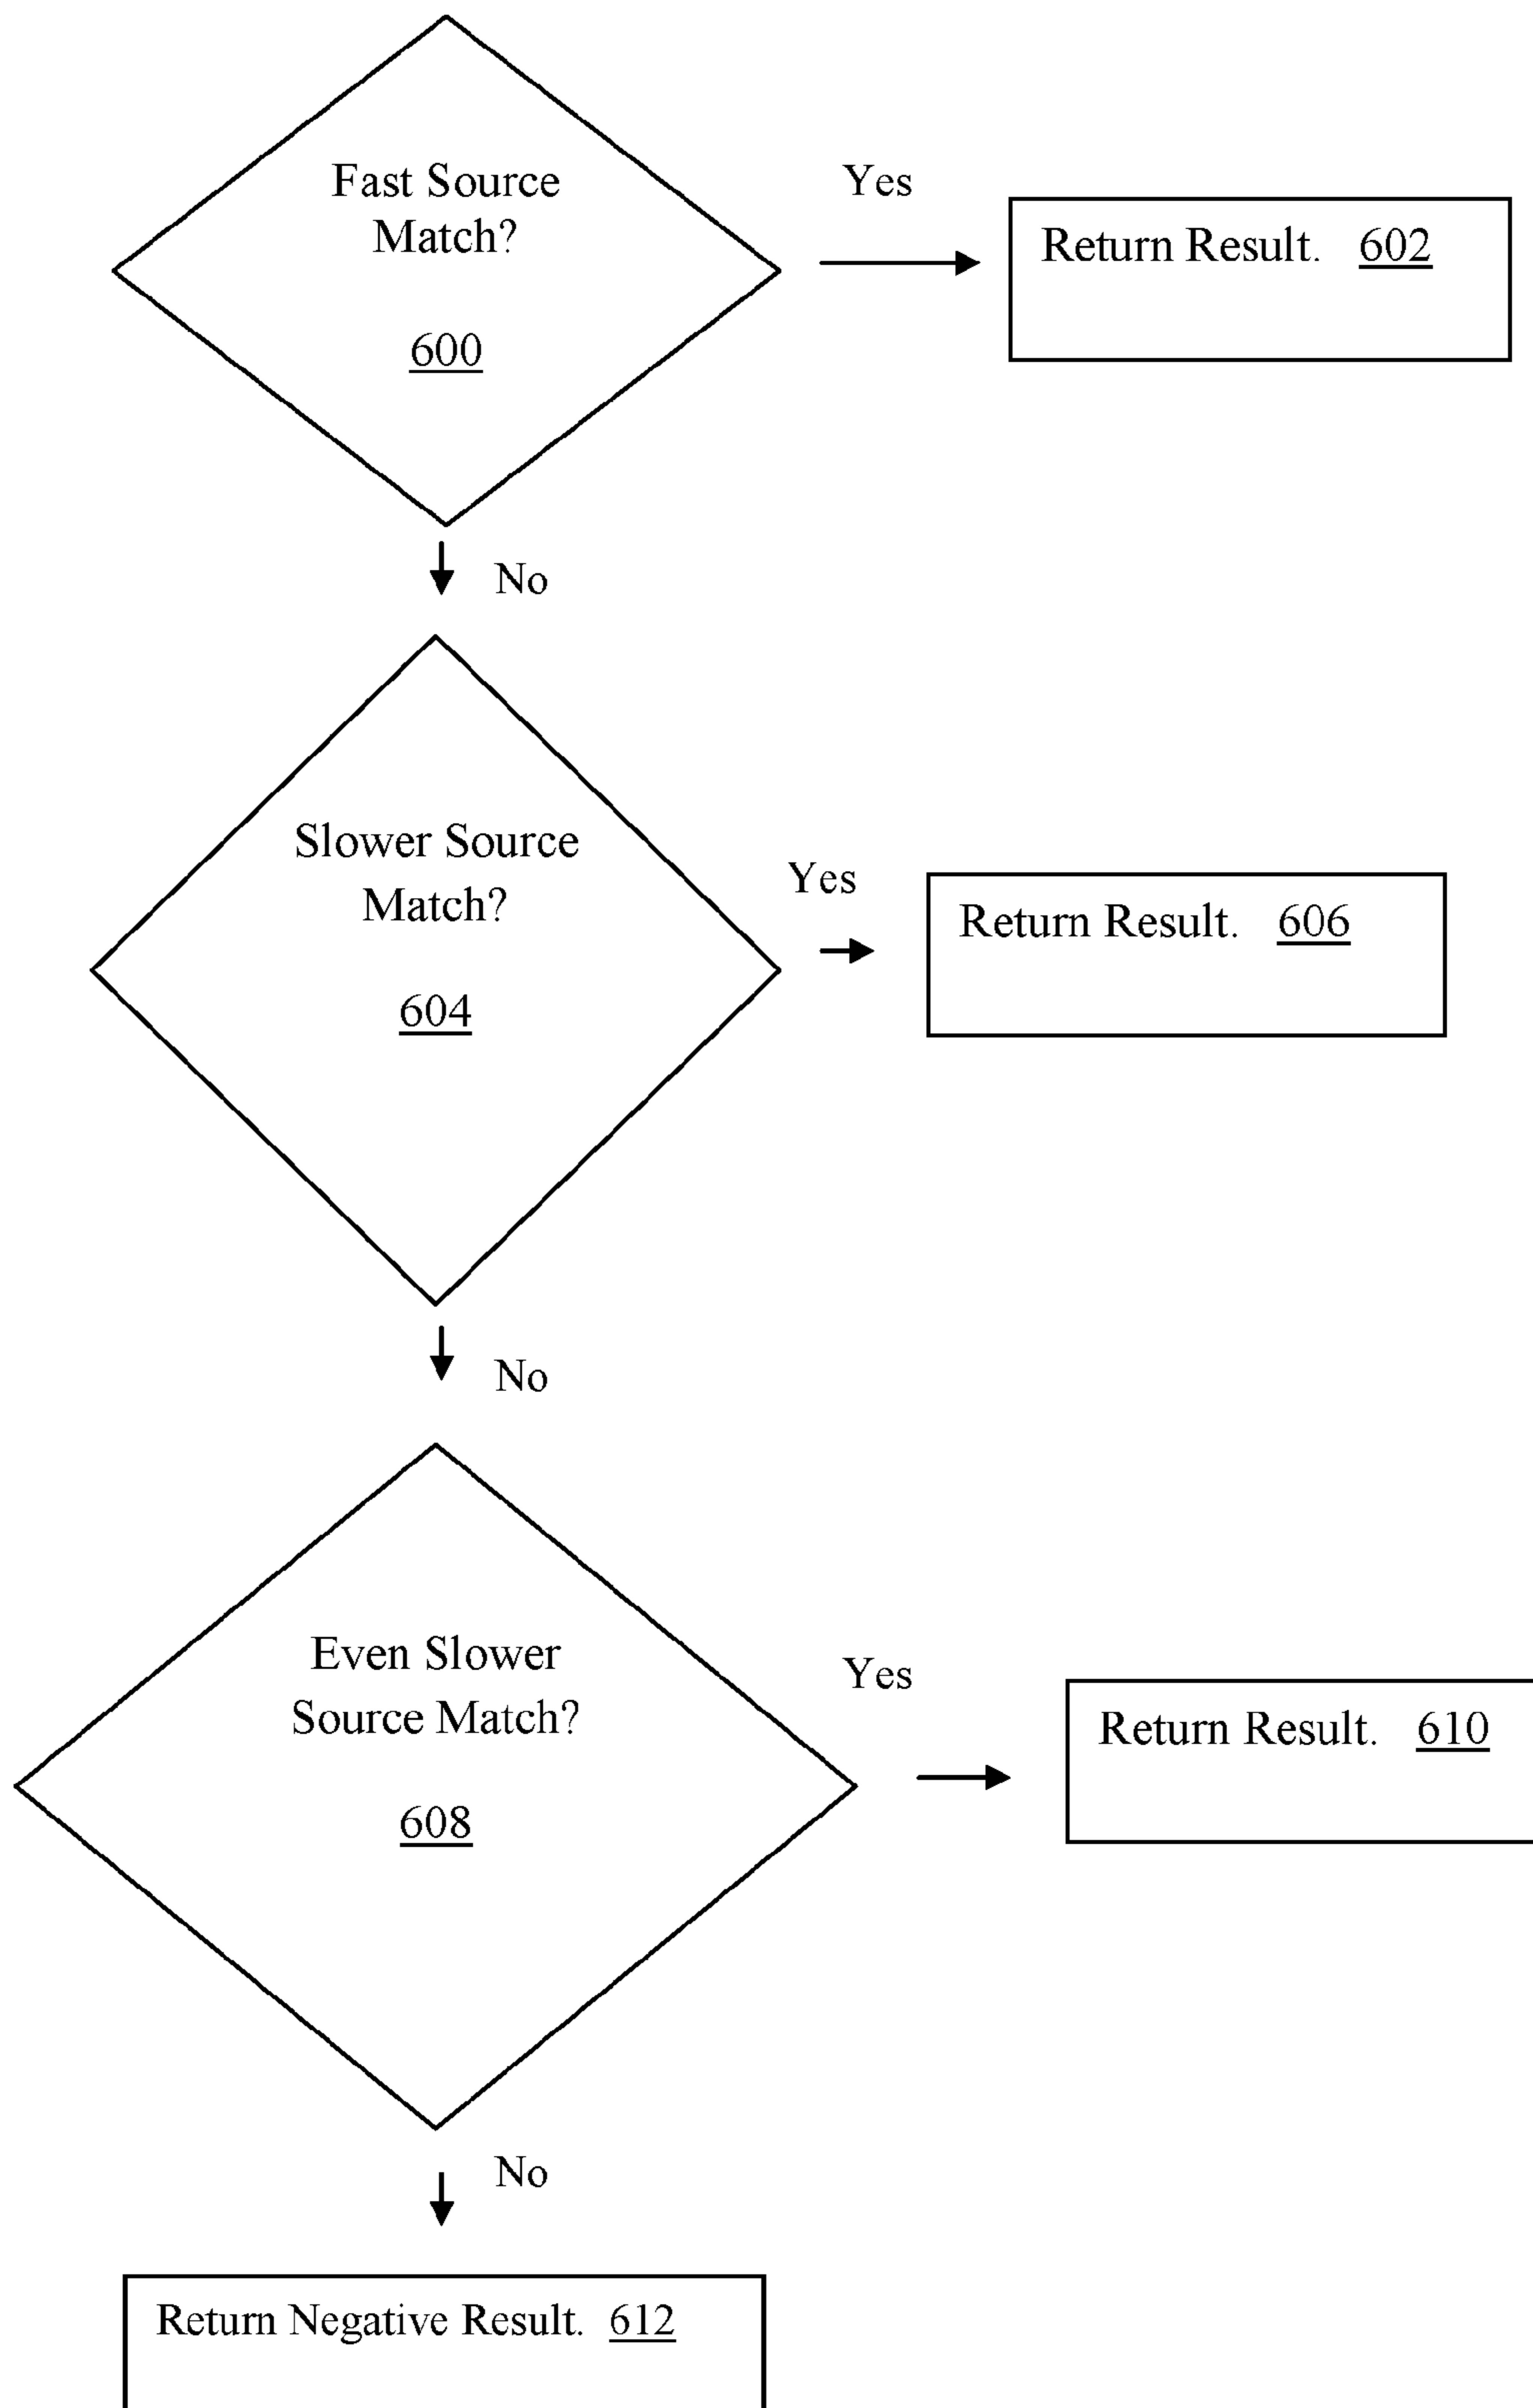 Fast Source
Match?
600
Yes
Return Result. 602
No
Slower Source
Match?
604
Yes
Return Result. 606
No
Even Slower
Source Match?
608
Yes
Return Result. 610
No
Return Negative Result. 612